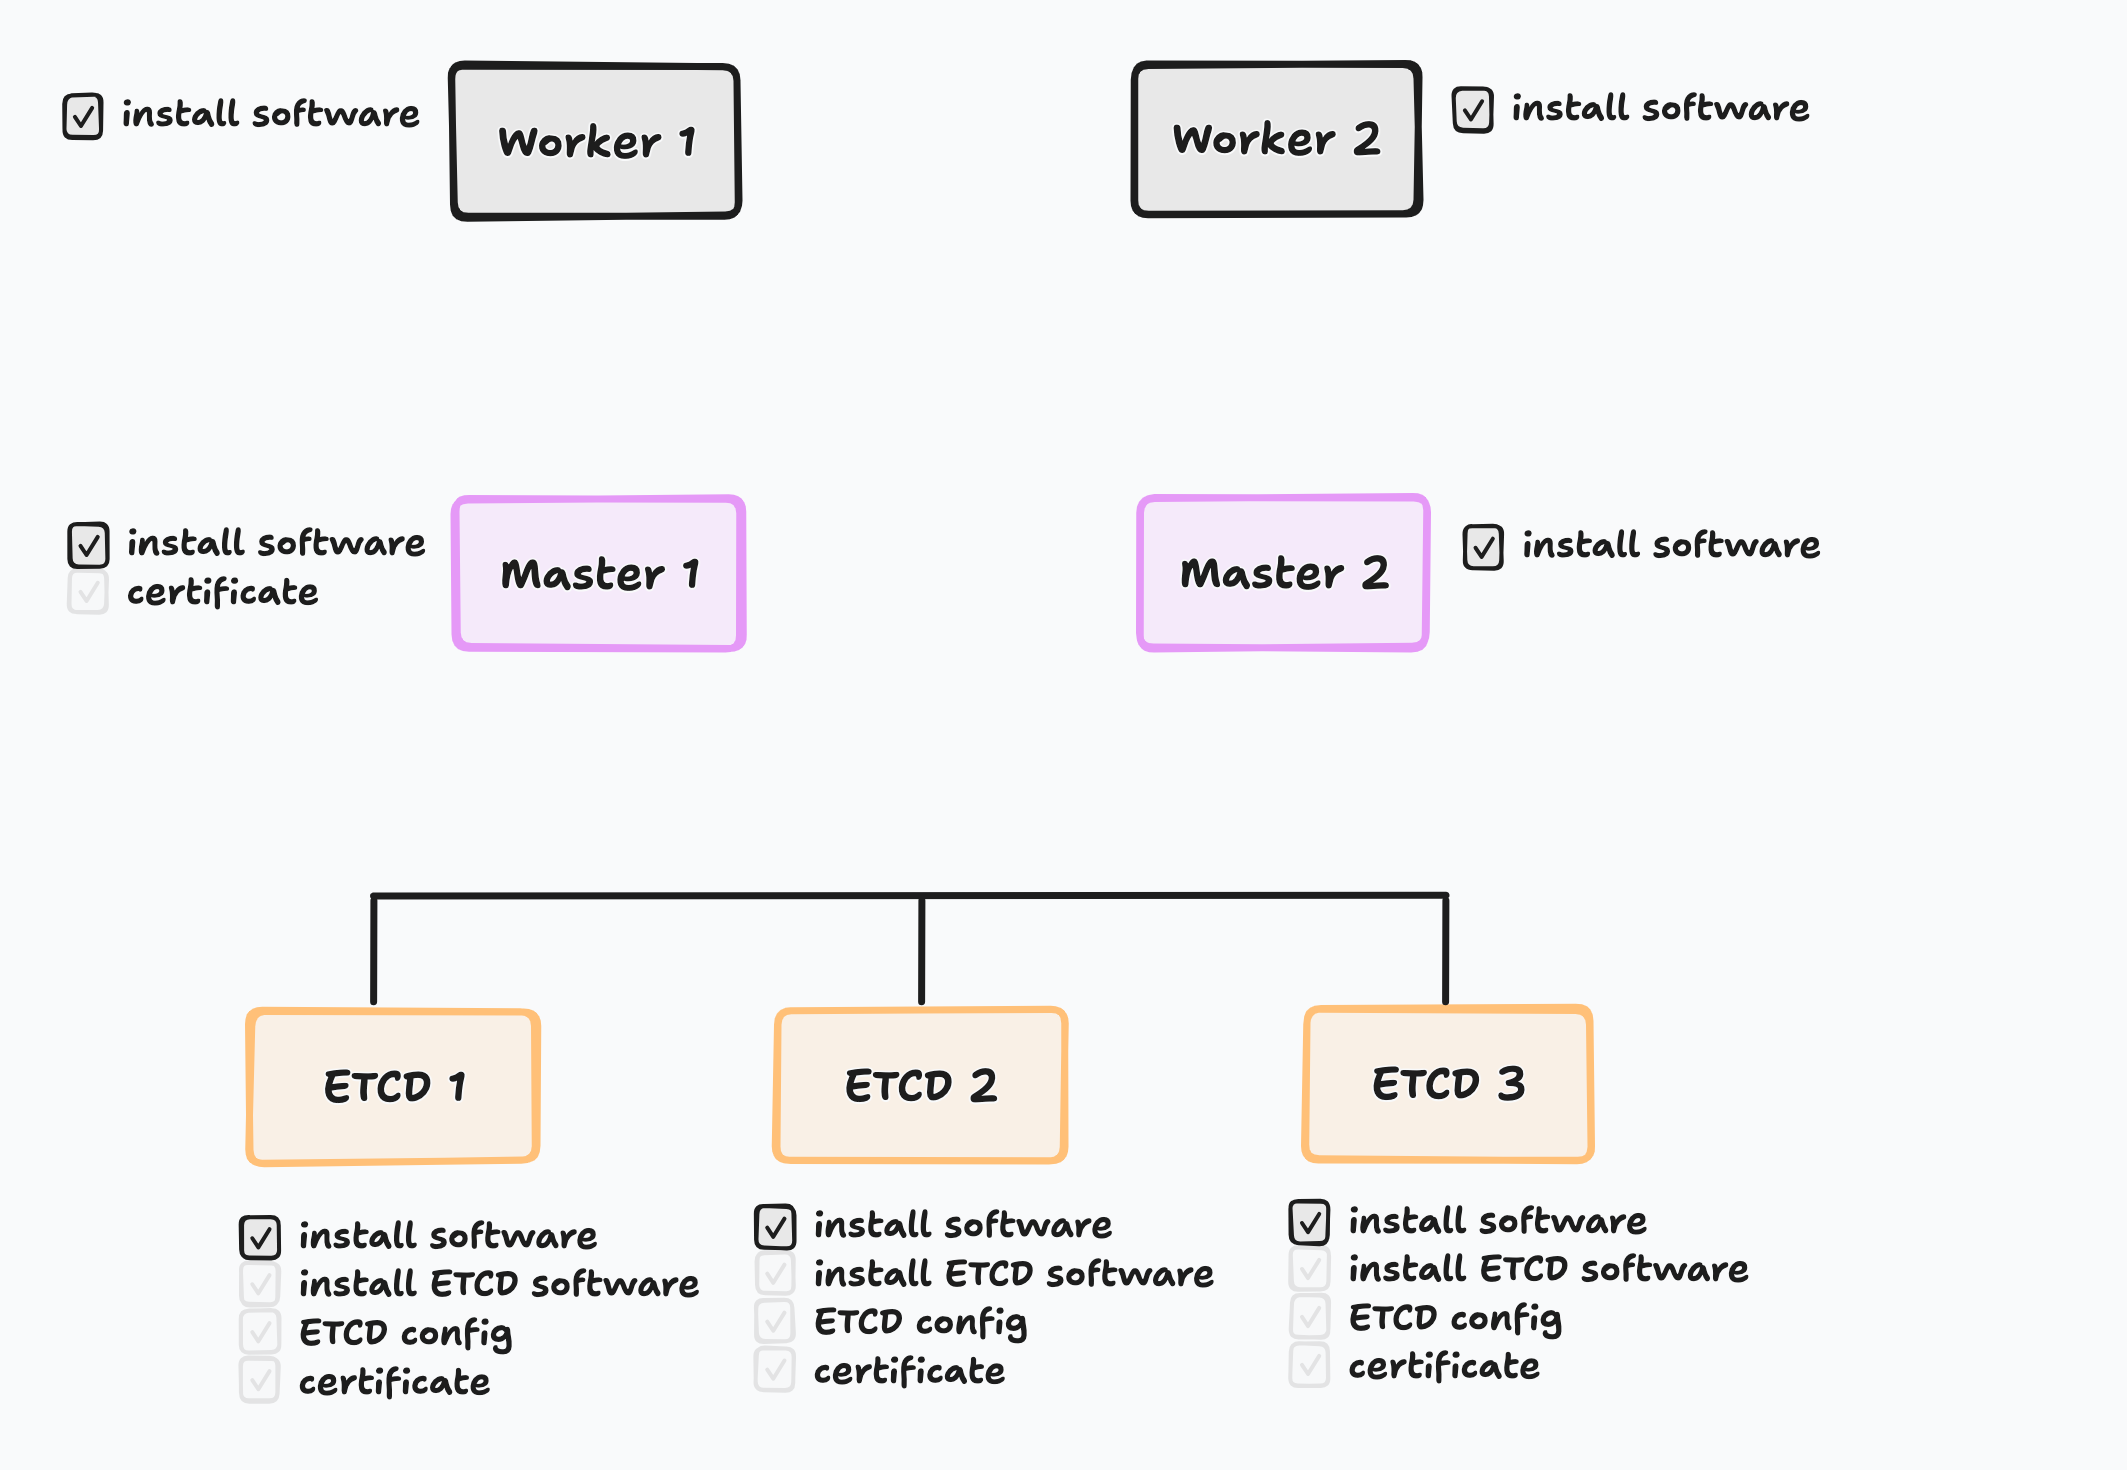 install software
Worker 1
Worker 2
install software
install software
certificate
Master 1
Master 2
install software
ETCD 1
ETCD 2
ETCD 3
install software
install ETCD software
ETCD config
certificate
install software
install ETCD software
ETCD config
certificate
install software
install ETCD software
ETCD config
certificate